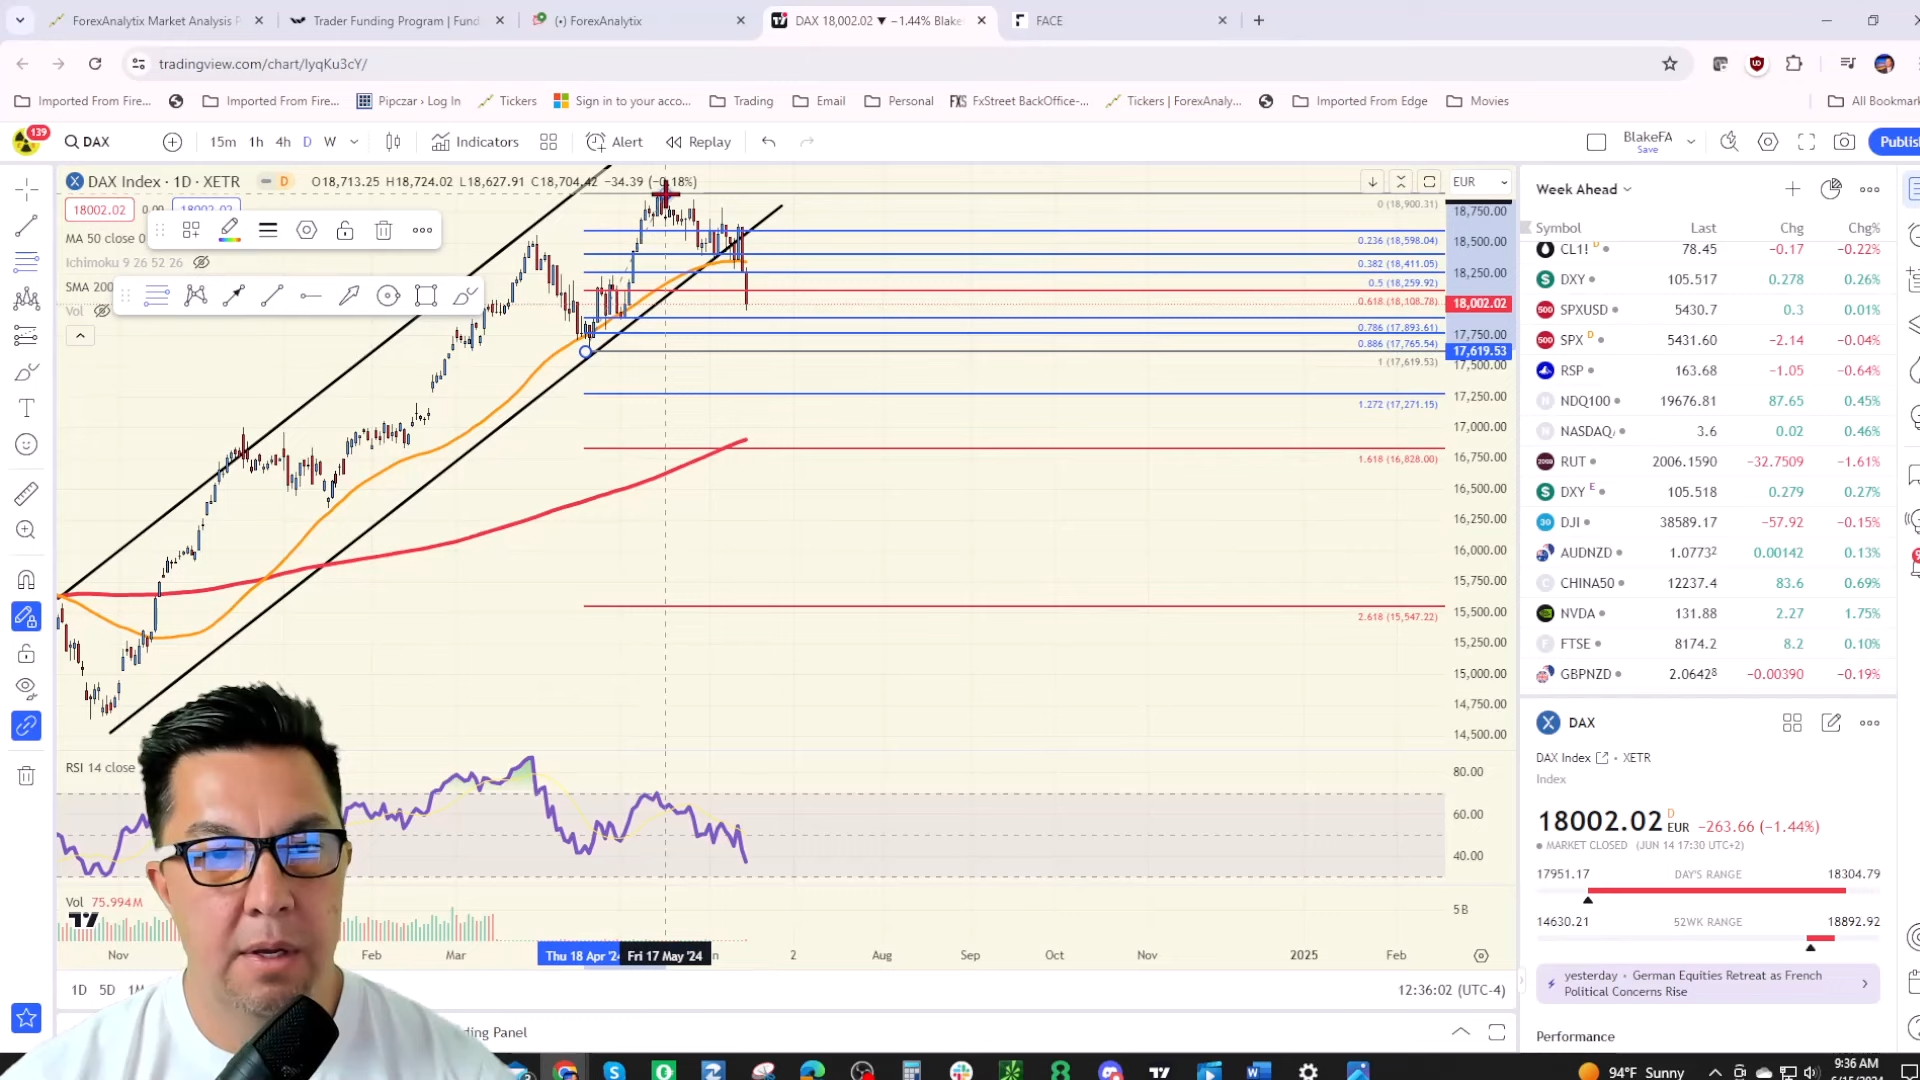 ForexAnalytix Market Analysis P
Trader Funding Program | Fund
(•) ForexAnalytix
DAX 18,002.02 ▼ −1.44% Blake
FACE
tradingview.com/chart/IyqKu3cY/
Imported From Fire...
Imported From Fire...
Pipczar › Log In
Tickers
Sign in to your acco...
Trading
Email
Personal
FXS FxStreet BackOffice-...
Tickers | ForexAnaly...
Imported From Edge
Movies
All Bookmar
139
DAX
15m 1h 4h D W
Indicators
Alert
Replay
BlakeFA
Save
Publis
DAX Index · 1D · XETR
D
O18,713.25 H18,724.02 L18,627.91 C18,704.42 −34.39 (−0.18%)
EUR
18002.02
0.00
18002.02
MA 50 close 0
Ichimoku 9 26 52 26
SMA 200
Vol
0 (18,900.31)
0.236 (18,598.04)
0.382 (18,411.05)
0.5 (18,259.92)
0.618 (18,108.78)
0.786 (17,893.61)
0.886 (17,765.54)
1 (17,619.53)
1.272 (17,271.15)
1.618 (16,828.00)
2.618 (15,547.22)
18,750.00
18,500.00
18,250.00
18,002.02
17,750.00
17,619.53
17,500.00
17,250.00
17,000.00
16,750.00
16,500.00
16,250.00
16,000.00
15,750.00
15,500.00
15,250.00
15,000.00
14,750.00
14,500.00
RSI 14 close
80.00
60.00
40.00
Vol 75.994M
5 B
Nov
Feb
Mar
Thu 18 Apr '24
Fri 17 May '24
2
Aug
Sep
Oct
Nov
2025
Feb
1D 5D 1M
12:36:02 (UTC-4)
ding Panel
Week Ahead
Symbol Last Chg Chg%
CL1! D 78.45 −0.17 −0.22%
DXY 105.517 0.278 0.26%
SPXUSD 5430.7 0.3 0.01%
SPX D 5431.60 −2.14 −0.04%
RSP 163.68 −1.05 −0.64%
NDQ100 19676.81 87.65 0.45%
NASDAQ/ 3.6 0.02 0.46%
RUT 2006.1590 −32.7509 −1.61%
DXY E 105.518 0.279 0.27%
DJI 38589.17 −57.92 −0.15%
AUDNZD 1.07732 0.00142 0.13%
CHINA50 12237.4 83.6 0.69%
NVDA 131.88 2.27 1.75%
FTSE 8174.2 8.2 0.10%
GBPNZD 2.06428 −0.00390 −0.19%
DAX
DAX Index · XETR
Index
18002.02 D EUR −263.66 (−1.44%)
MARKET CLOSED (JUN 14 17:30 UTC+2)
17951.17 DAY'S RANGE 18304.79
14630.21 52WK RANGE 18892.92
yesterday · German Equities Retreat as French
Political Concerns Rise
Performance
94°F Sunny
9:36 AM